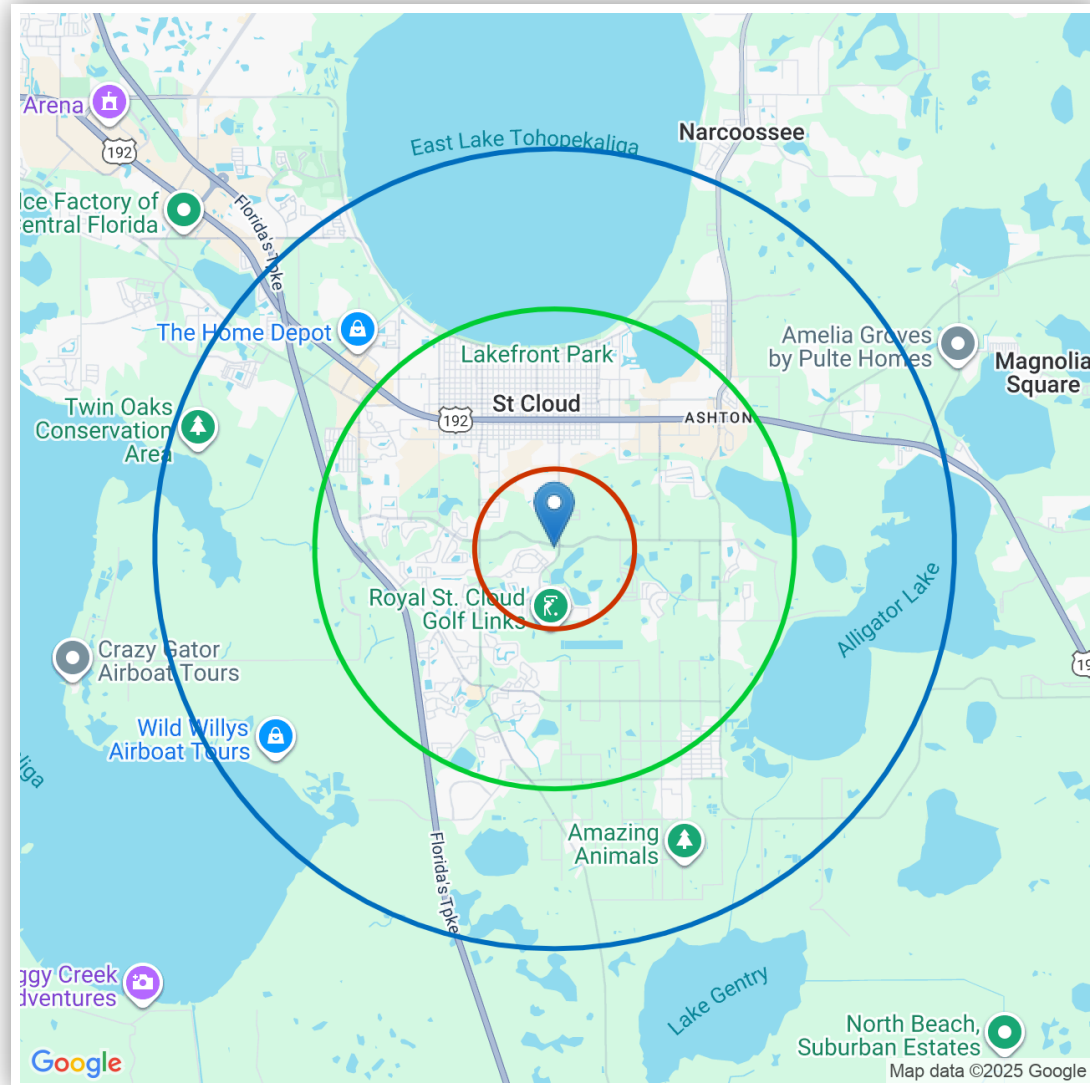 East Lake Tohopekaliga
Narcoossee
Arena
192
Ice Factory of
Central Florida
Florida's Tpke
The Home Depot
Lakefront Park
Amelia Groves
by Pulte Homes
Magnolia
Square
St Cloud
192
ASHTON
Twin Oaks
Conservation
Area
Royal St. Cloud
Golf Links
Alligator Lake
Crazy Gator
Airboat Tours
19
Wild Willys
Airboat Tours
liga
Amazing
Animals
Florida's Tpke
ggy Creek
dventures
Lake Gentry
North Beach,
Suburban Estates
Google
Map data ©2025 Google